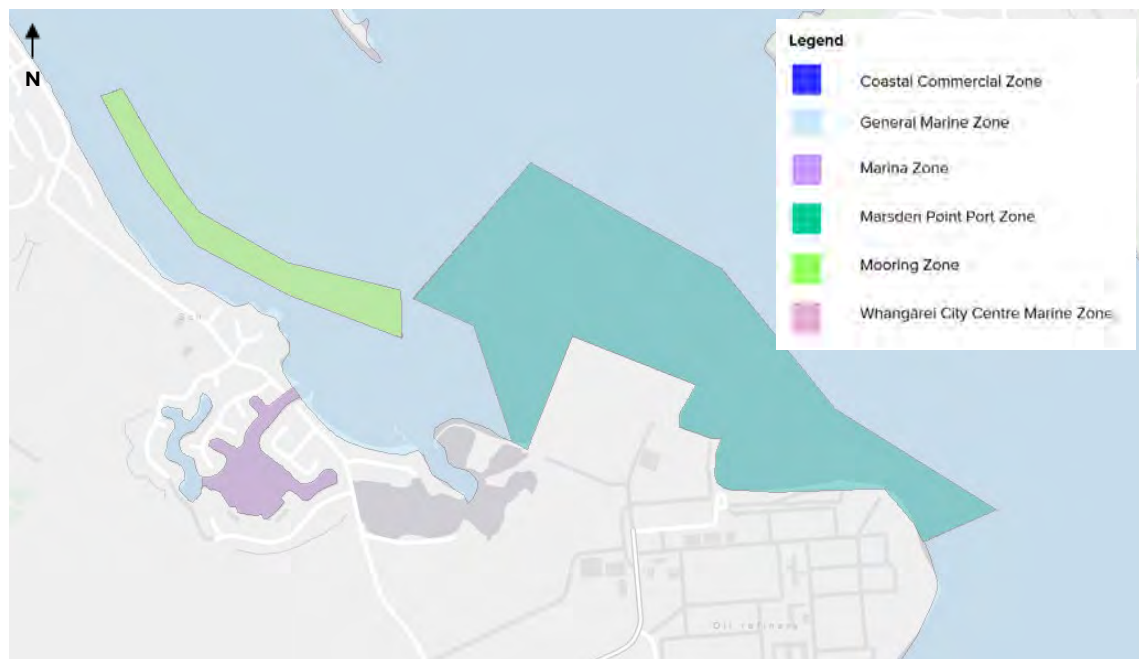 N
Legend
Coastal Commercial Zone
General Marine Zone
Marina Zone
Marsden Point Port Zone
Mooring Zone
Whangārei City Centre Marine Zone
Oil refinery